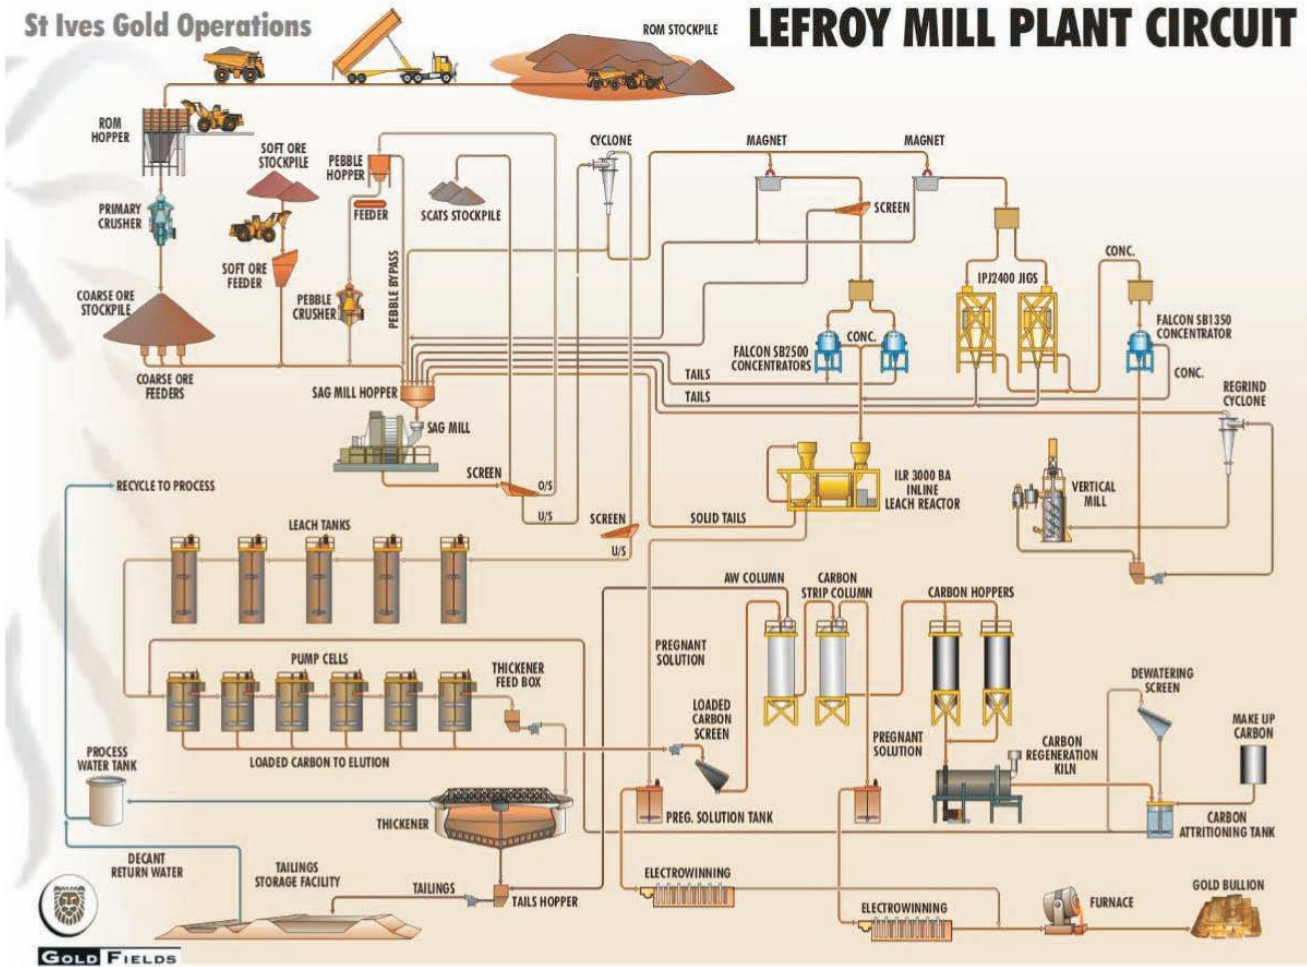 St Ives Gold Operations
LEFROY MILL PLANT CIRCUIT
ROM STOCKPILE
ROM
HOPPER
SOFT ORE
STOCKPILE
PEBBLE
HOPPER
FEEDER
SCATS STOCKPILE
CYCLONE
MAGNET
MAGNET
SCREEN
PRIMARY
CRUSHER
SOFT ORE
FEEDER
PEBBLE
CRUSHER
PEBBLE BYPASS
COARSE ORE
STOCKPILE
COARSE ORE
FEEDERS
IPJ2400 JIGS
CONC.
FALCON SB1350
CONCENTRATOR
CONC.
FALCON SB2500
CONCENTRATORS
CONC.
TAILS
TAILS
REGRIND
CYCLONE
SAG MILL HOPPER
SAG MILL
SCREEN
O/S
U/S
SCREEN
U/S
SOLID TAILS
ILR 3000 BA
INLINE
LEACH REACTOR
VERTICAL
MILL
RECYCLE TO PROCESS
LEACH TANKS
AW COLUMN
CARBON
STRIP COLUMN
CARBON HOPPERS
PREGNANT
SOLUTION
PUMP CELLS
THICKENER
FEED BOX
LOADED
CARBON
SCREEN
DEWATERING
SCREEN
MAKE UP
CARBON
PREGNANT
SOLUTION
CARBON
REGENERATION
KILN
LOADED CARBON TO ELUTION
PROCESS
WATER TANK
THICKENER
PREG. SOLUTION TANK
CARBON
ATTRITIONING TANK
DECANT
RETURN WATER
TAILINGS
STORAGE FACILITY
TAILINGS
TAILS HOPPER
ELECTROWINNING
ELECTROWINNING
FURNACE
GOLD BULLION
GOLD FIELDS